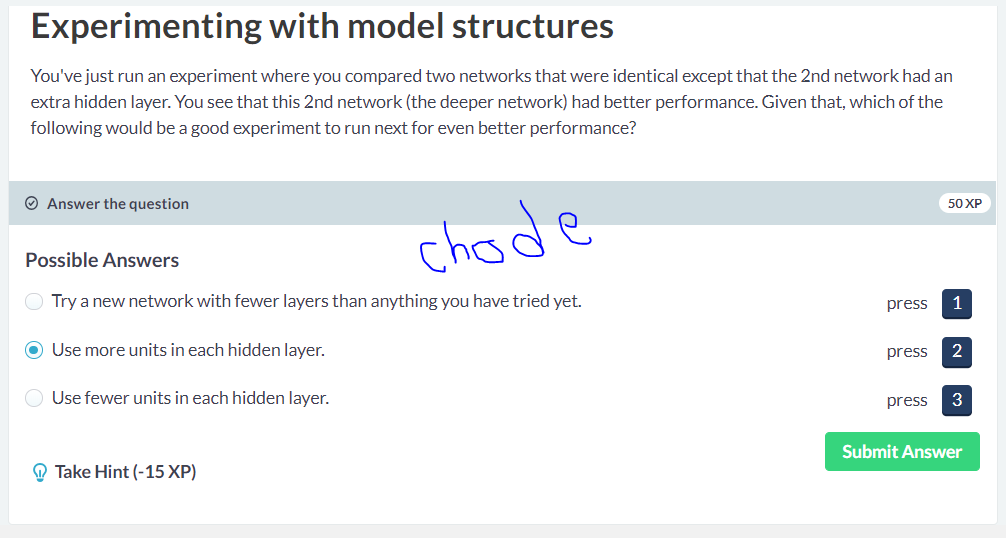 Experimenting with model structures
You've just run an experiment where you compared two networks that were identical except that the 2nd network had an
extra hidden layer. You see that this 2nd network (the deeper network) had better performance. Given that, which of the
following would be a good experiment to run next for even better performance?
Answer the question
50 XP
chode
Possible Answers
Try a new network with fewer layers than anything you have tried yet.
press 1
Use more units in each hidden layer.
press 2
Use fewer units in each hidden layer.
press 3
Submit Answer
Take Hint (-15 XP)